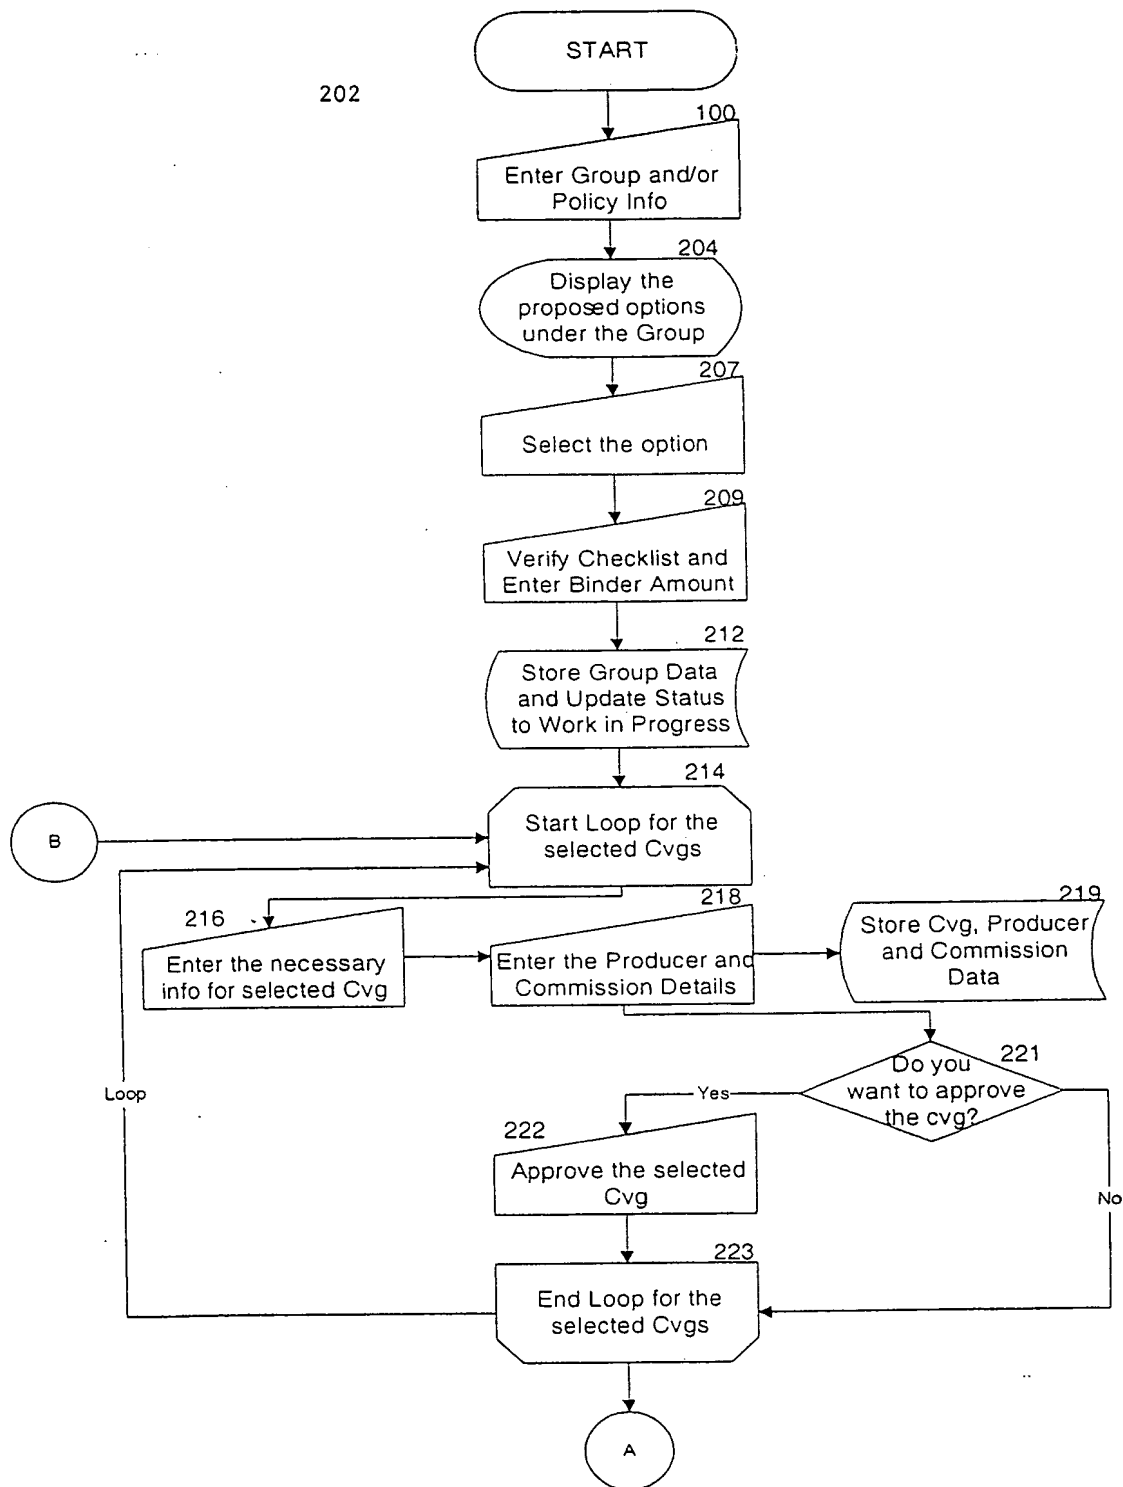 START
202
100
Enter Group and/or
Policy Info
204
Display the
proposed options
under the Group
207
Select the option
209
Verify Checklist and
Enter Binder Amount
212
Store Group Data
and Update Status
to Work in Progress
214
B
Start Loop for the
selected Cvgs
216
Enter the necessary
info for selected Cvg
218
Enter the Producer and
Commission Details
219
Store Cvg, Producer
and Commission
Data
221
Do you
want to approve
the cvg?
Loop
Yes
222
Approve the selected
Cvg
No
223
End Loop for the
selected Cvgs
A